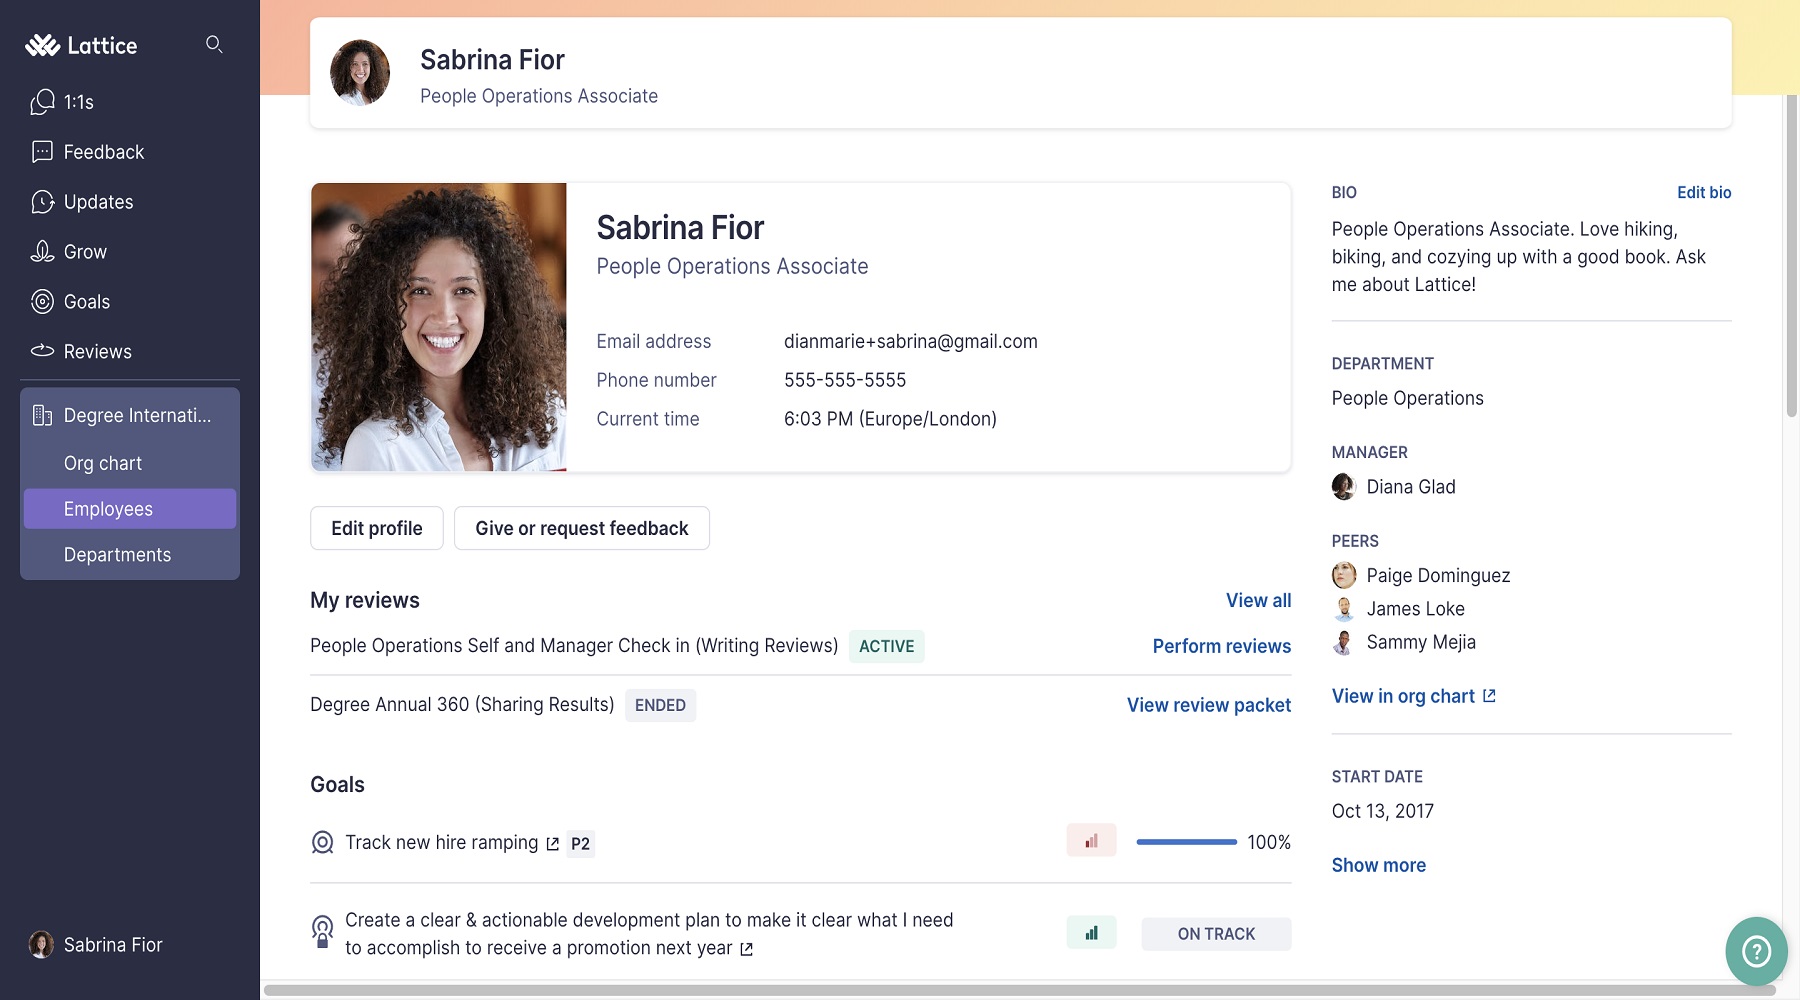 Lattice
1:1s
Feedback
Updates
Grow
Goals
Reviews
Degree Internati...
Org chart
Employees
Departments
Sabrina Fior
Sabrina Fior
People Operations Associate
Sabrina Fior
People Operations Associate
Email address dianmarie+sabrina@gmail.com
Phone number 555-555-5555
Current time 6:03 PM (Europe/London)
Edit profile Give or request feedback
My reviews View all
People Operations Self and Manager Check in (Writing Reviews) ACTIVE Perform reviews
Degree Annual 360 (Sharing Results) ENDED View review packet
Goals
Track new hire ramping P2 100%
Create a clear & actionable development plan to make it clear what I need
to accomplish to receive a promotion next year ON TRACK
BIO Edit bio
People Operations Associate. Love hiking,
biking, and cozying up with a good book. Ask
me about Lattice!
DEPARTMENT
People Operations
MANAGER
Diana Glad
PEERS
Paige Dominguez
James Loke
Sammy Mejia
View in org chart
START DATE
Oct 13, 2017
Show more
?